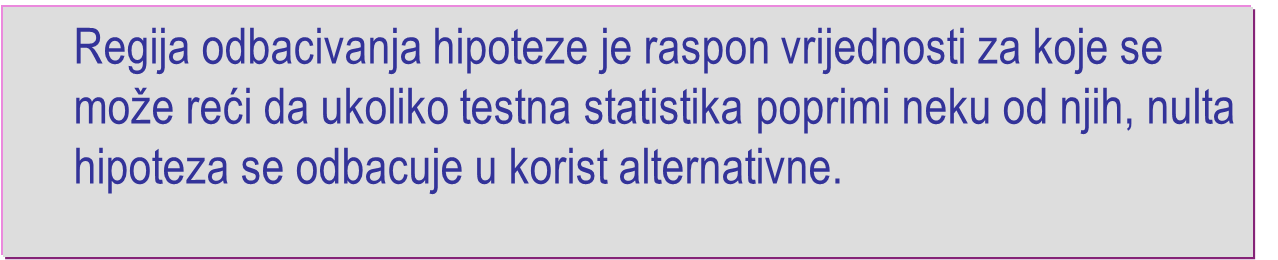 Regija odbacivanja hipoteze je raspon vrijednosti za koje se
može reći da ukoliko testna statistika poprimi neku od njih, nulta
hipoteza se odbacuje u korist alternativne.